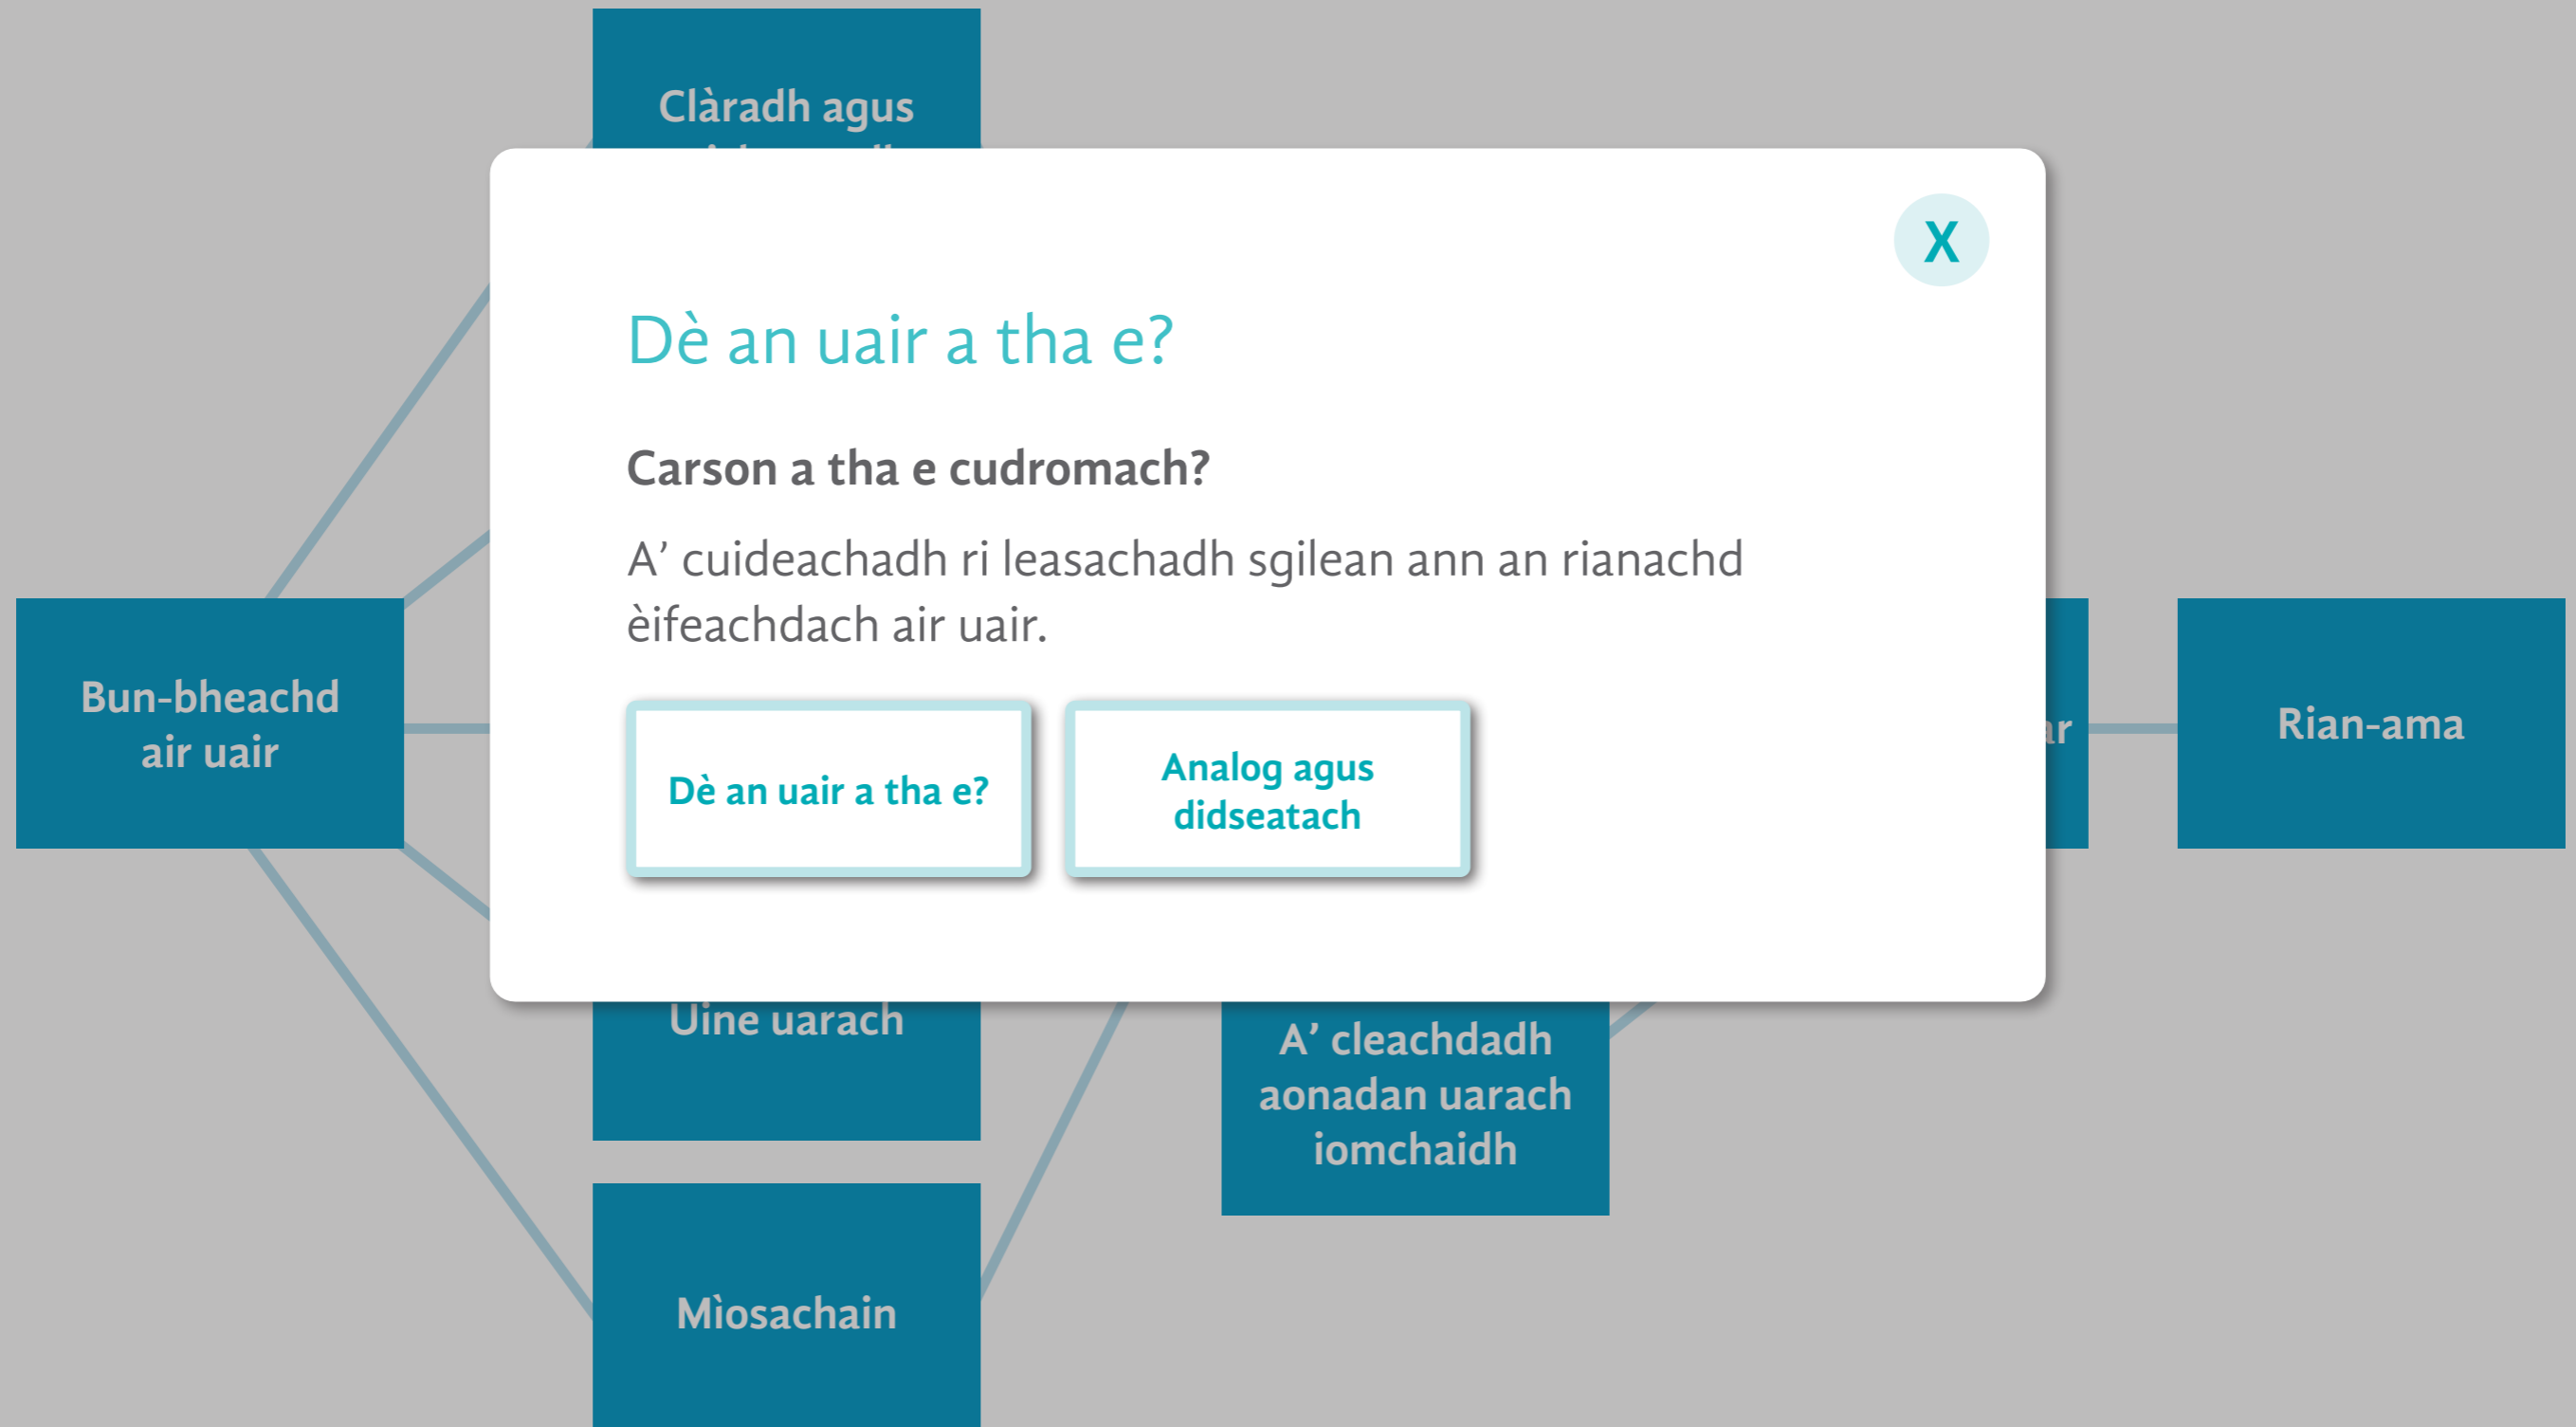 Clàradh agus
X
Dè an uair a tha e?
Carson a tha e cudromach?
A’ cuideachadh ri leasachadh sgilean ann an rianachd
èifeachdach air uair.
Dè an uair a tha e?
Analog agus
didseatach
Bun-bheachd
air uair
Rian-ama
Ùine uarach
A’ cleachdadh
aonadan uarach
iomchaidh
Mìosachain